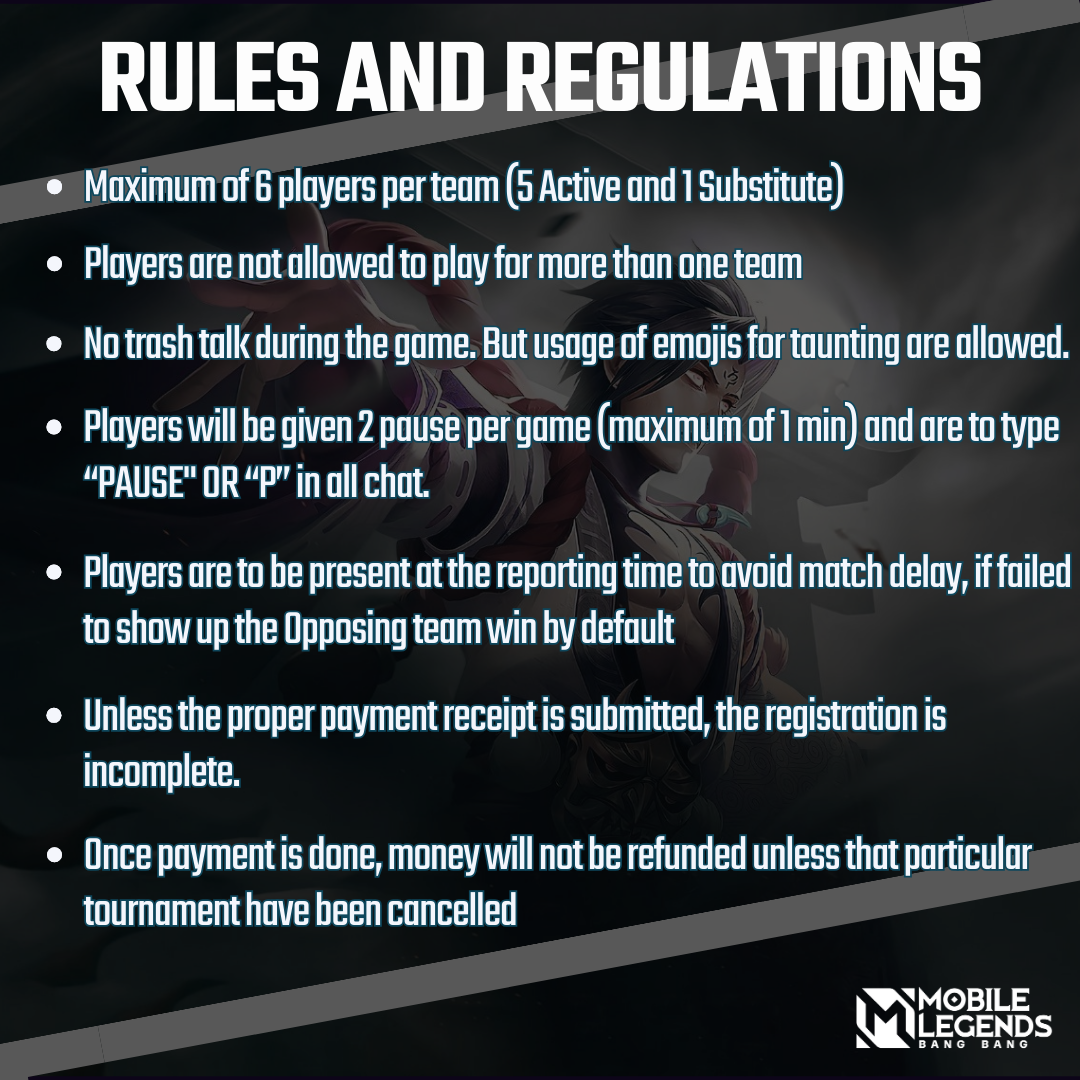 RULES AND REGULATIONS
• Maximum of 6 players per team (5 Active and 1 Substitute)
• Players are not allowed to play for more than one team
• No trash talk during the game. But usage of emojis for taunting are allowed.
• Players will be given 2 pause per game (maximum of 1 min) and are to type
“PAUSE" OR “P” in all chat.
• Players are to be present at the reporting time to avoid match delay, if failed
to show up the Opposing team win by default
• Unless the proper payment receipt is submitted, the registration is
incomplete.
• Once payment is done, money will not be refunded unless that particular
tournament have been cancelled
MOBILE
LEGENDS
BANG BANG